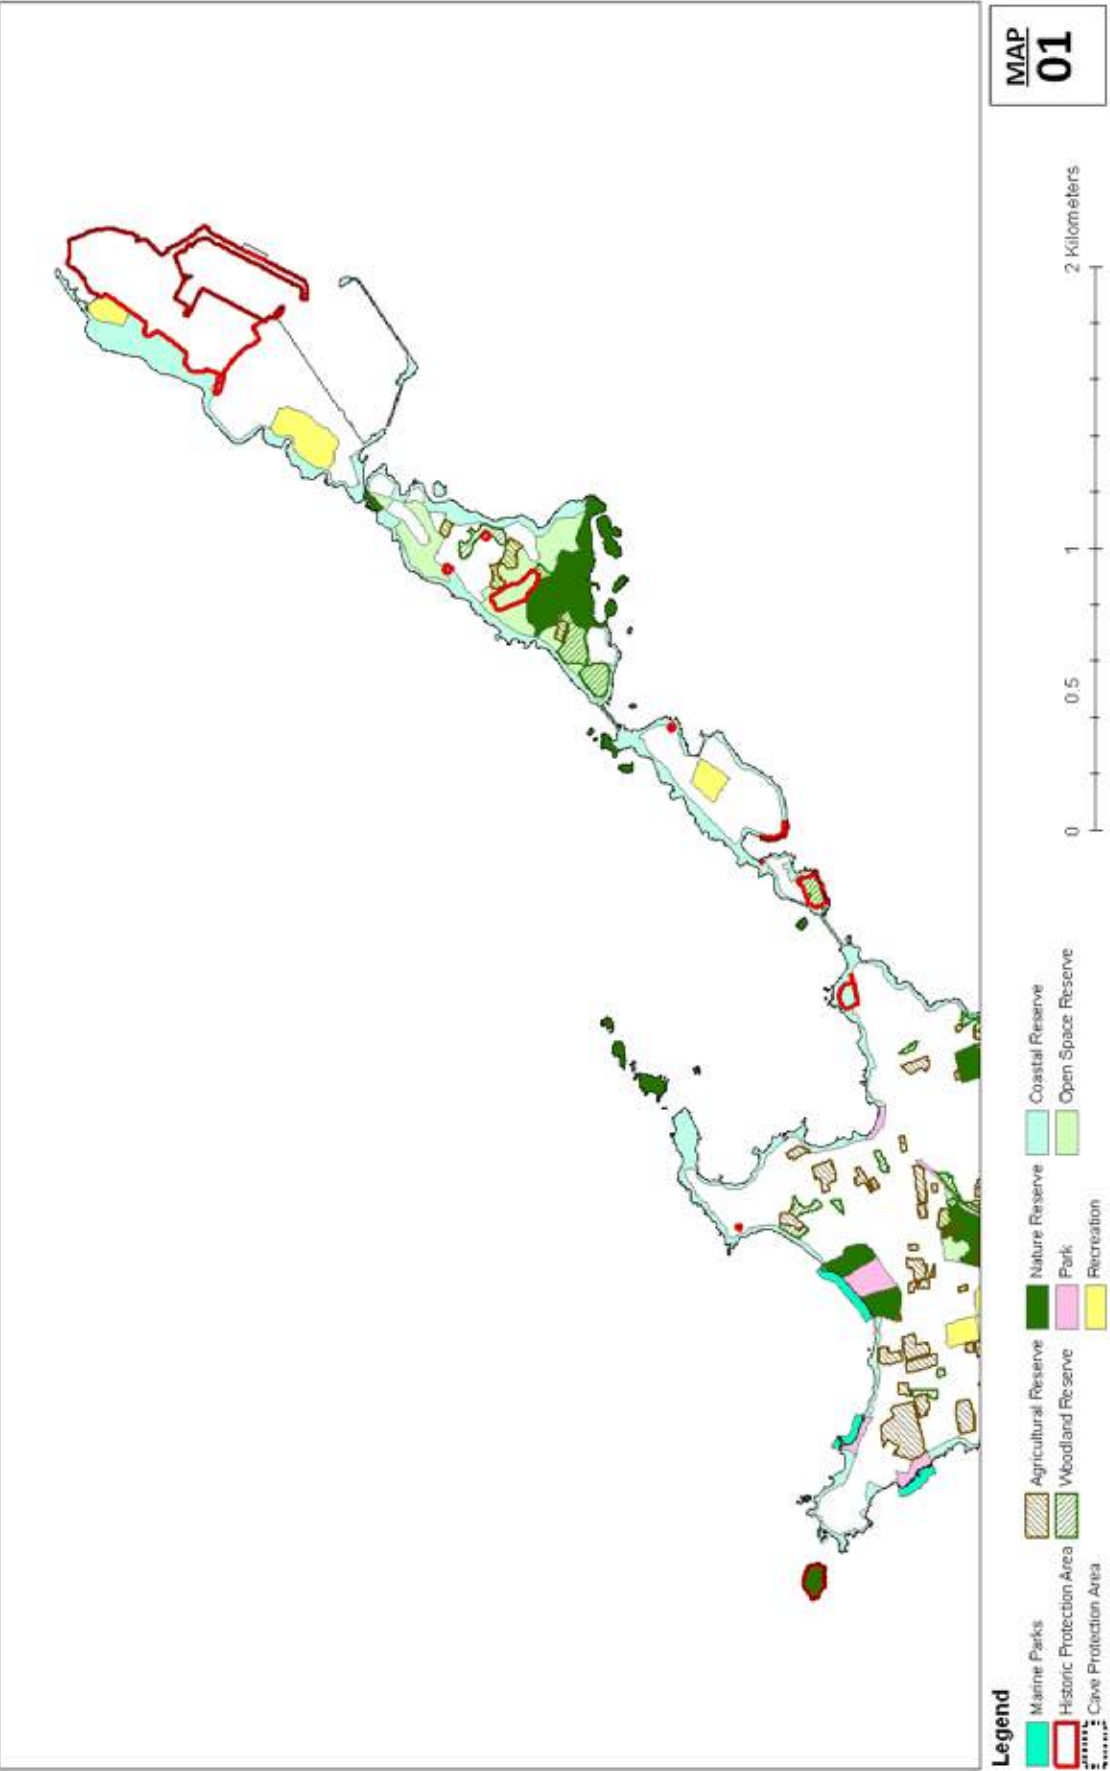 MAP
01
0
0.5
1
2 Kilometers
Legend
Marine Parks
Historic Protection Area
Cave Protection Area
Agricultural Reserve
Woodland Reserve
Nature Reserve
Park
Recreation
Coastal Reserve
Open Space Reserve